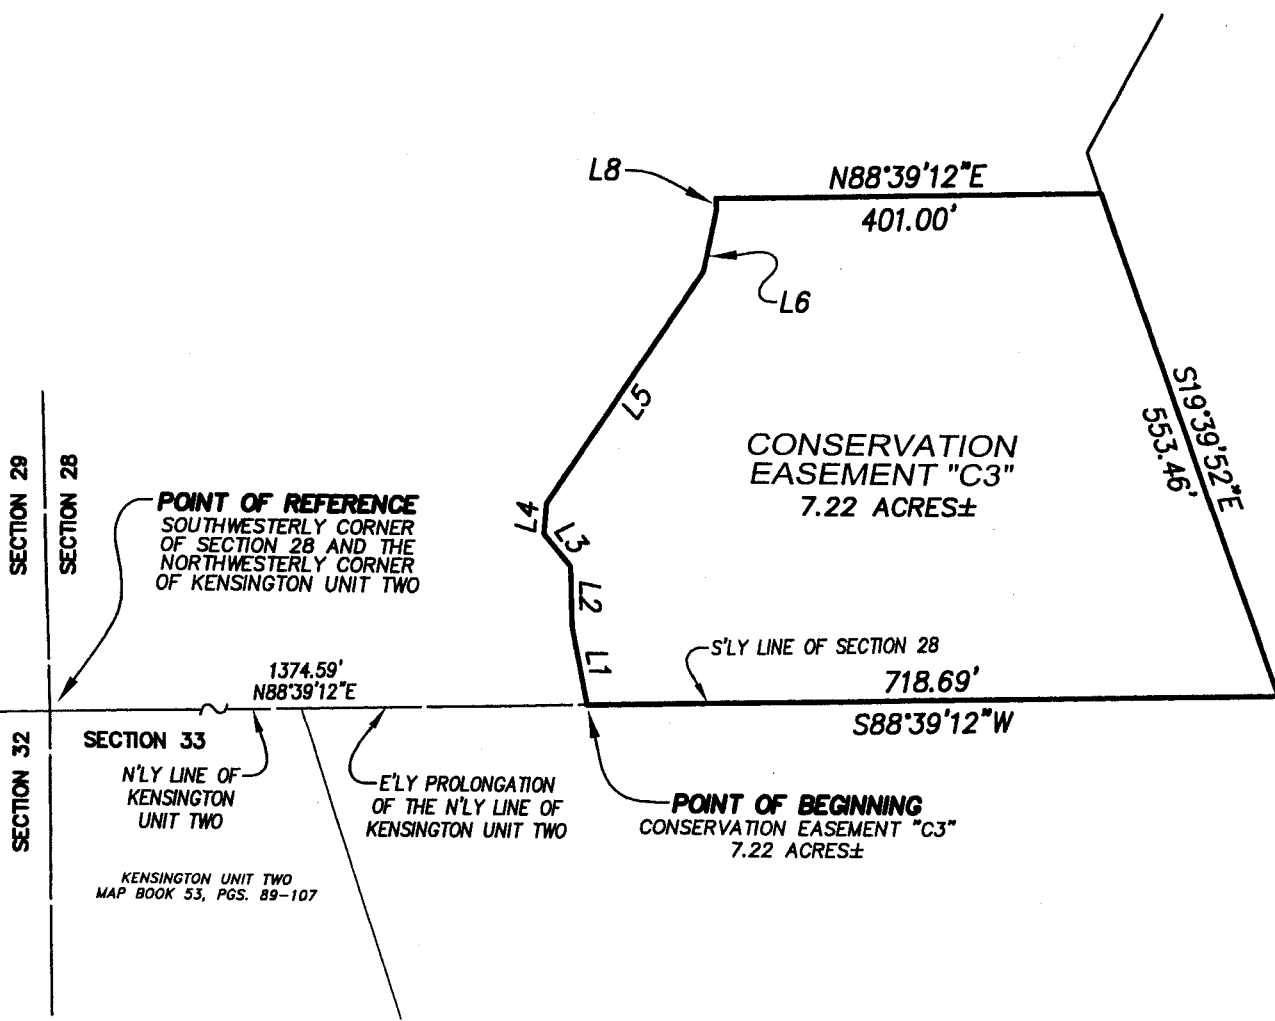 L8
N88°39'12"E
401.00'
L6
L5
S19°39'52"E
553.46'
CONSERVATION
EASEMENT "C3"
7.22 ACRES±
SECTION 29
SECTION 28
POINT OF REFERENCE
SOUTHWESTERLY CORNER
OF SECTION 28 AND THE
NORTHWESTERLY CORNER
OF KENSINGTON UNIT TWO
L4
L3
L2
L1
S'LY LINE OF SECTION 28
718.69'
S88°39'12"W
1374.59'
N88°39'12"E
SECTION 32
SECTION 33
N'LY LINE OF
KENSINGTON
UNIT TWO
E'LY PROLONGATION
OF THE N'LY LINE OF
KENSINGTON UNIT TWO
POINT OF BEGINNING
CONSERVATION EASEMENT "C3"
7.22 ACRES±
KENSINGTON UNIT TWO
MAP BOOK 53, PGS. 89-107